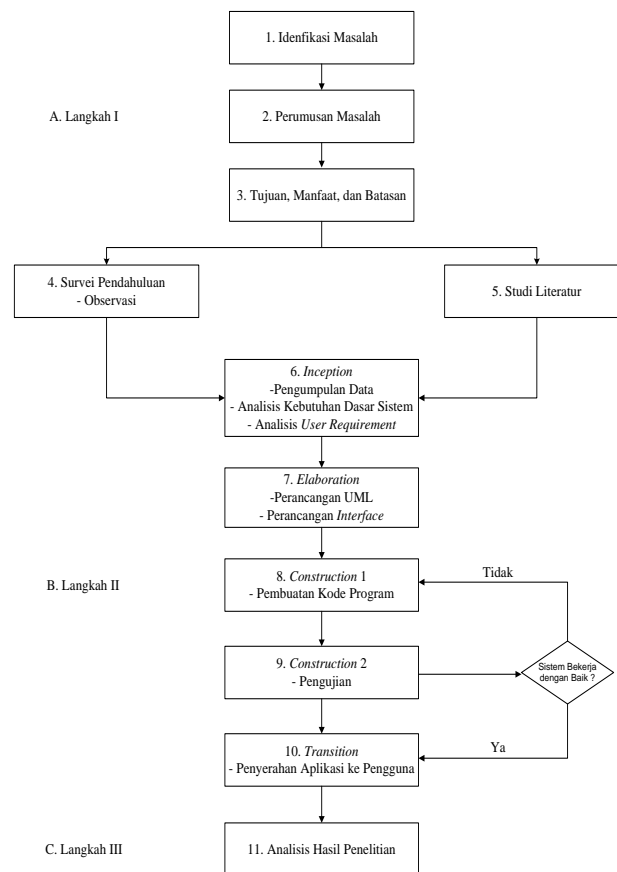 1. Idenfikasi Masalah
A. Langkah I
2. Perumusan Masalah
3. Tujuan, Manfaat, dan Batasan
4. Survei Pendahuluan
- Observasi
5. Studi Literatur
6. Inception
-Pengumpulan Data
- Analisis Kebutuhan Dasar Sistem
- Analisis User Requirement
7. Elaboration
-Perancangan UML
- Perancangan Interface
B. Langkah II
8. Construction 1
- Pembuatan Kode Program
Tidak
9. Construction 2
- Pengujian
Sistem Bekerja
dengan Baik ?
10. Transition
- Penyerahan Aplikasi ke Pengguna
Ya
C. Langkah III
11. Analisis Hasil Penelitian